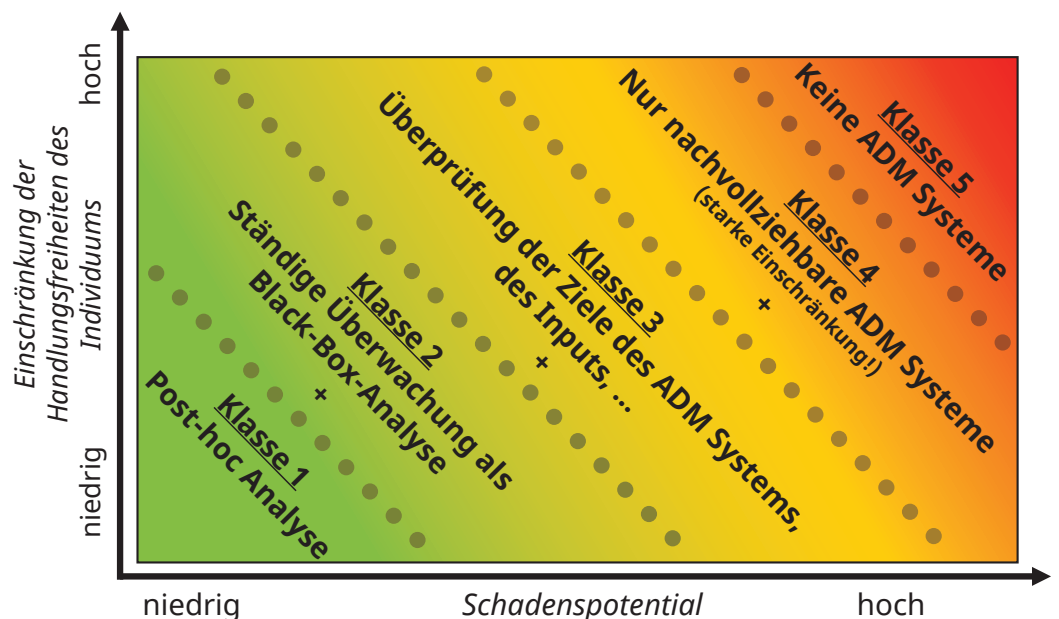 hoch
Einschränkung der
Handlungsfreiheiten des
Individuums
niedrig
Klasse 1
Post-hoc Analyse
Klasse 2
+
Ständige Überwachung als
Black-Box-Analyse
Klasse 3
+
Überprüfung der Ziele des ADM Systems,
des Inputs, ...
Klasse 4
+
Nur nachvollziehbare ADM Systeme
(starke Einschränkung!)
Klasse 5
Keine ADM Systeme
niedrig
Schadenspotential
hoch